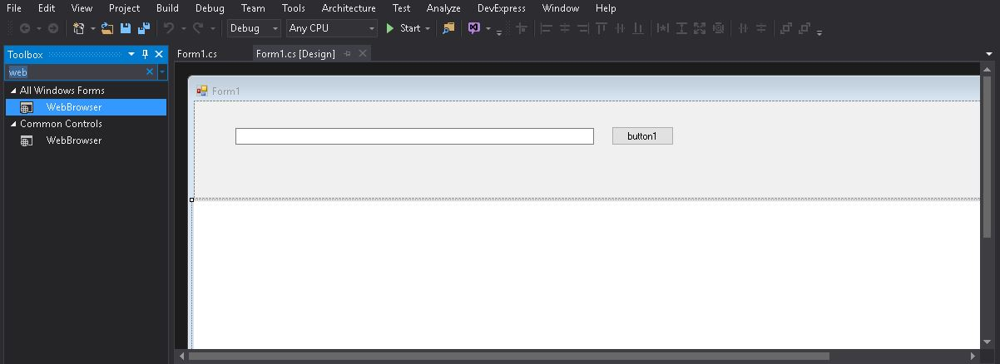 File Edit View Project Build Debug Team Tools Architecture Test Analyze DevExpress Window Help
Debug Any CPU Start
Toolbox
web
All Windows Forms
WebBrowser
Common Controls
WebBrowser
Form1.cs Form1.cs [Design]
Form1
button1